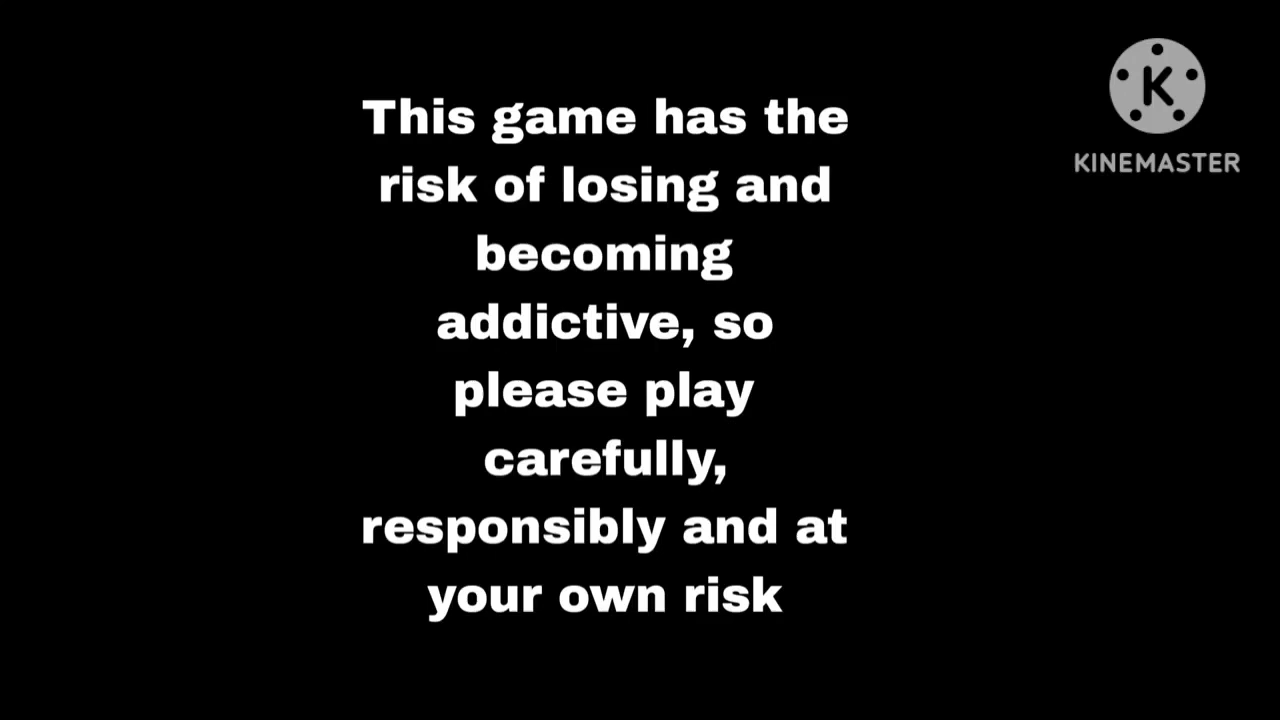 This game has the
risk of losing and
becoming
addictive, so
please play
carefully,
responsibly and at
your own risk
K
KINEMASTER